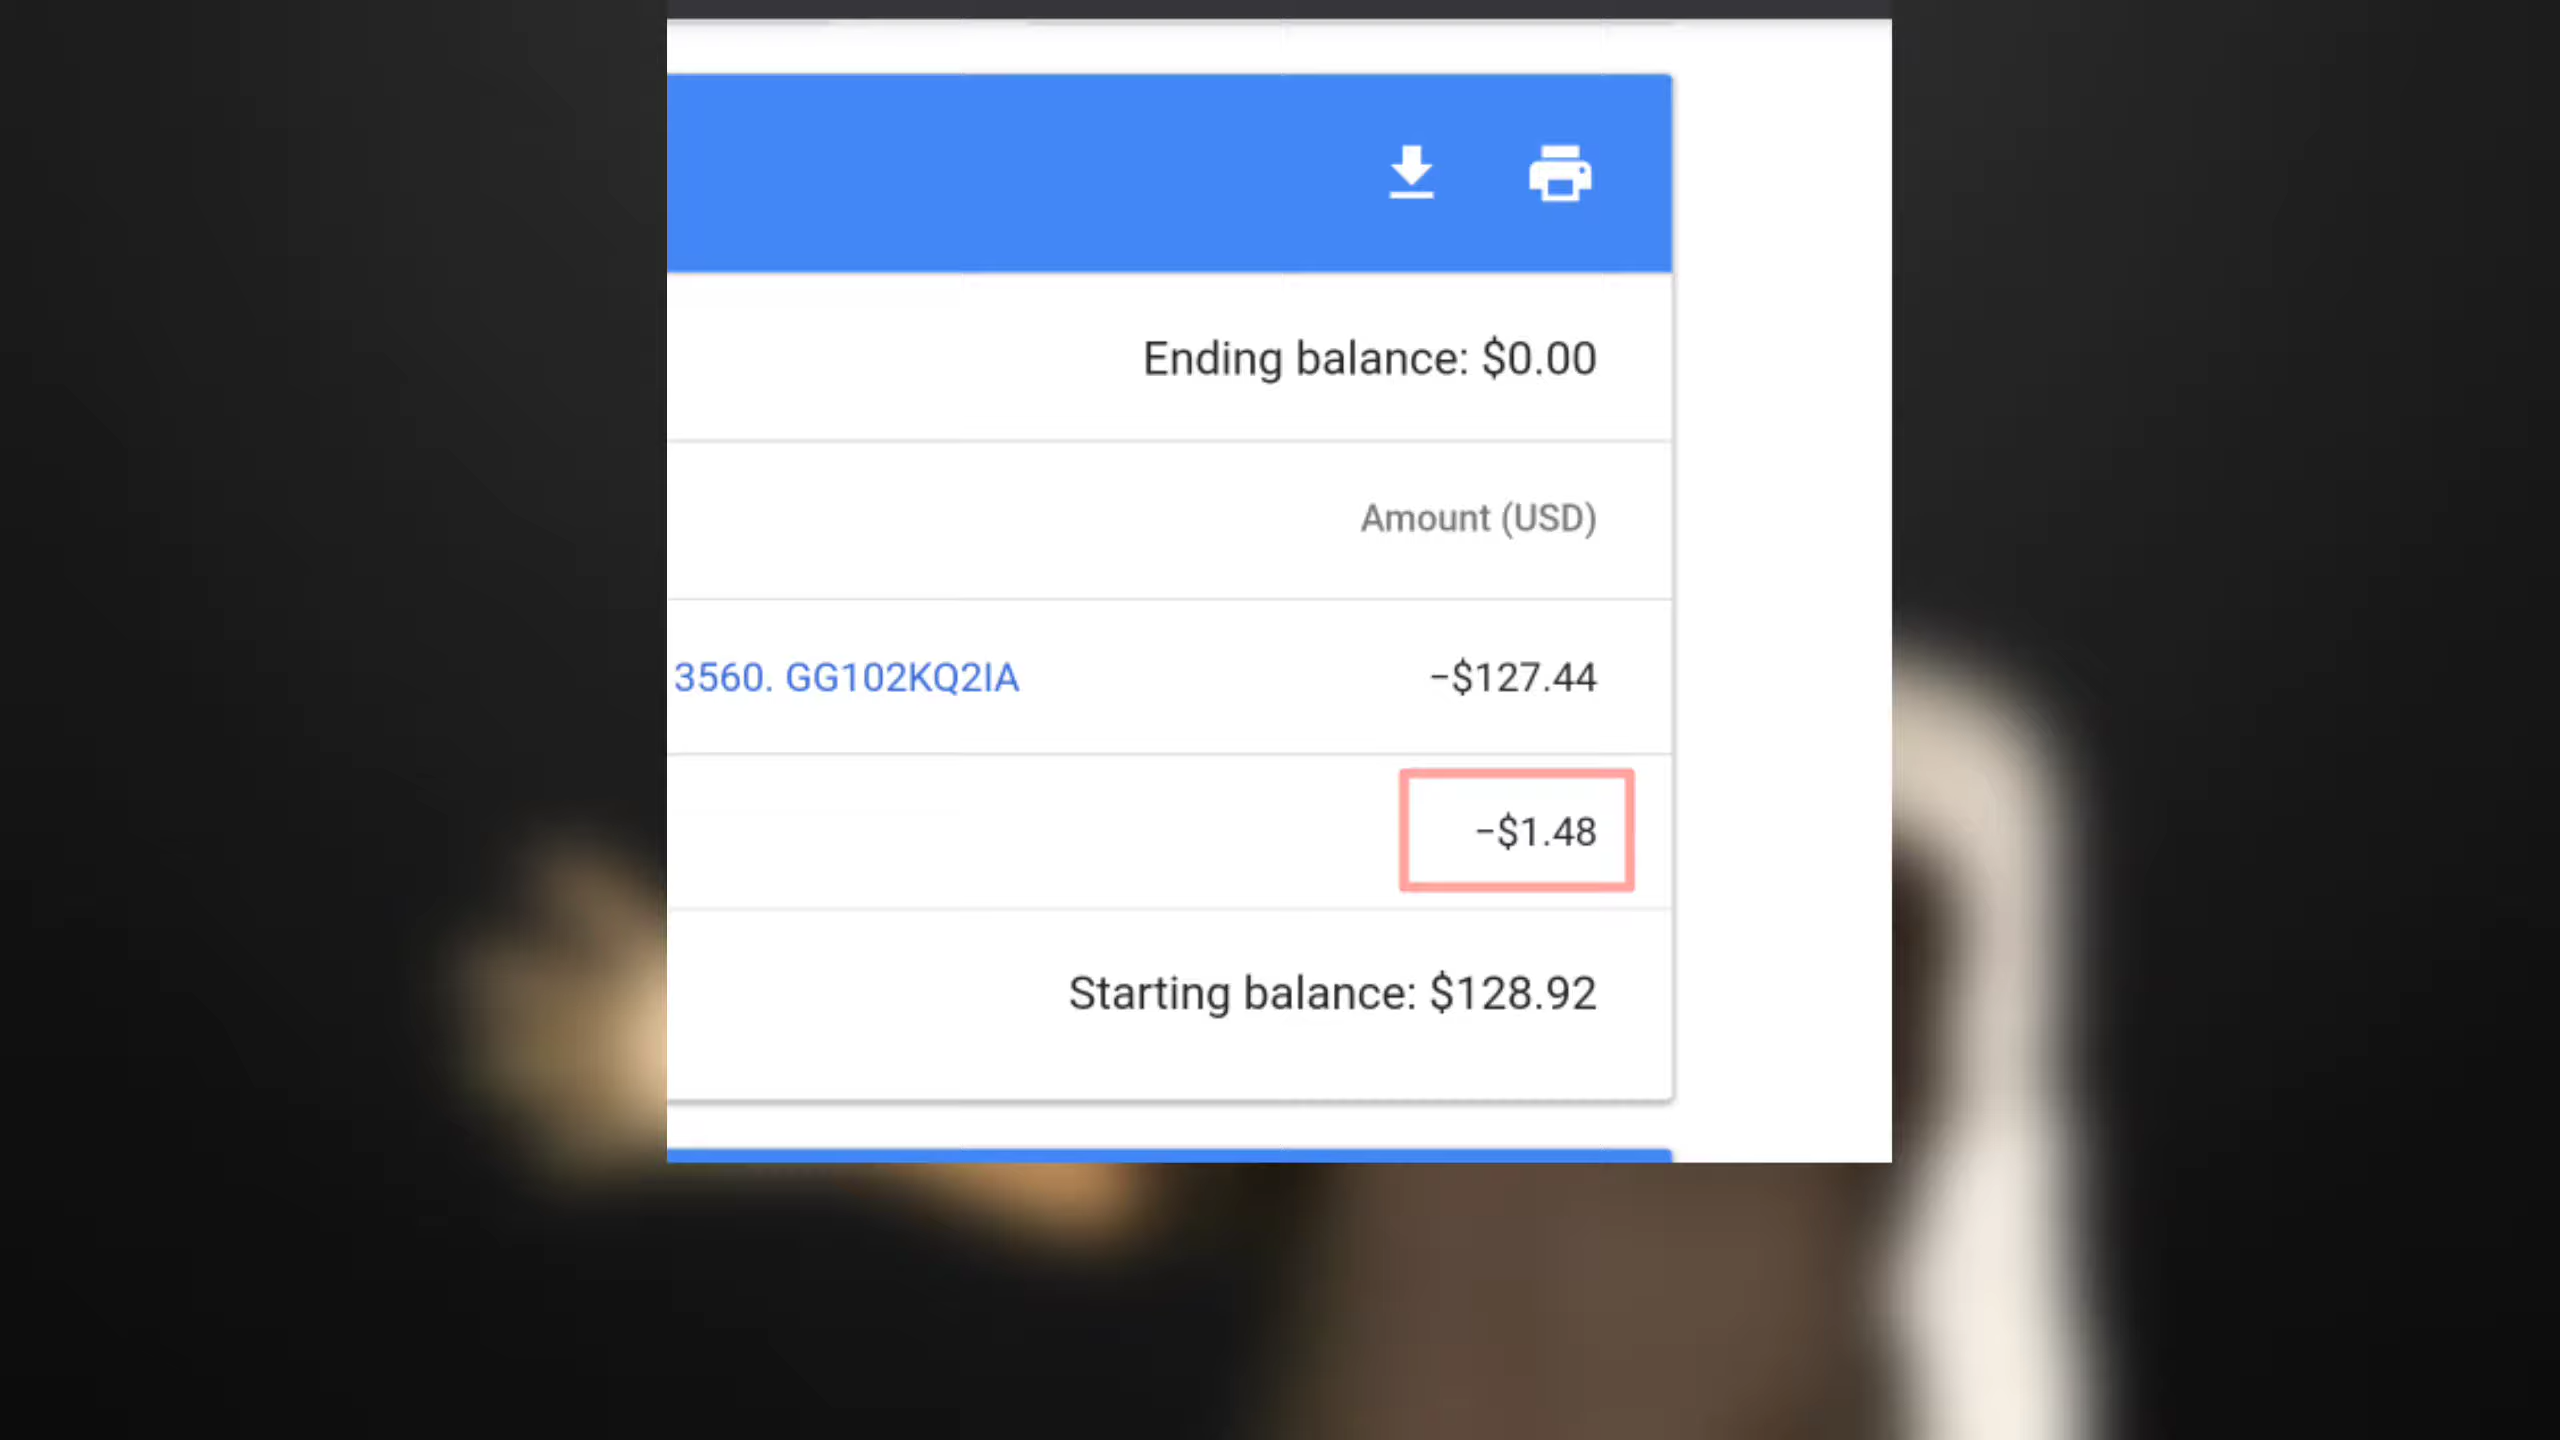 Ending balance: $0.00
Amount (USD)
3560. GG102KQ2IA −$127.44
−$1.48
Starting balance: $128.92